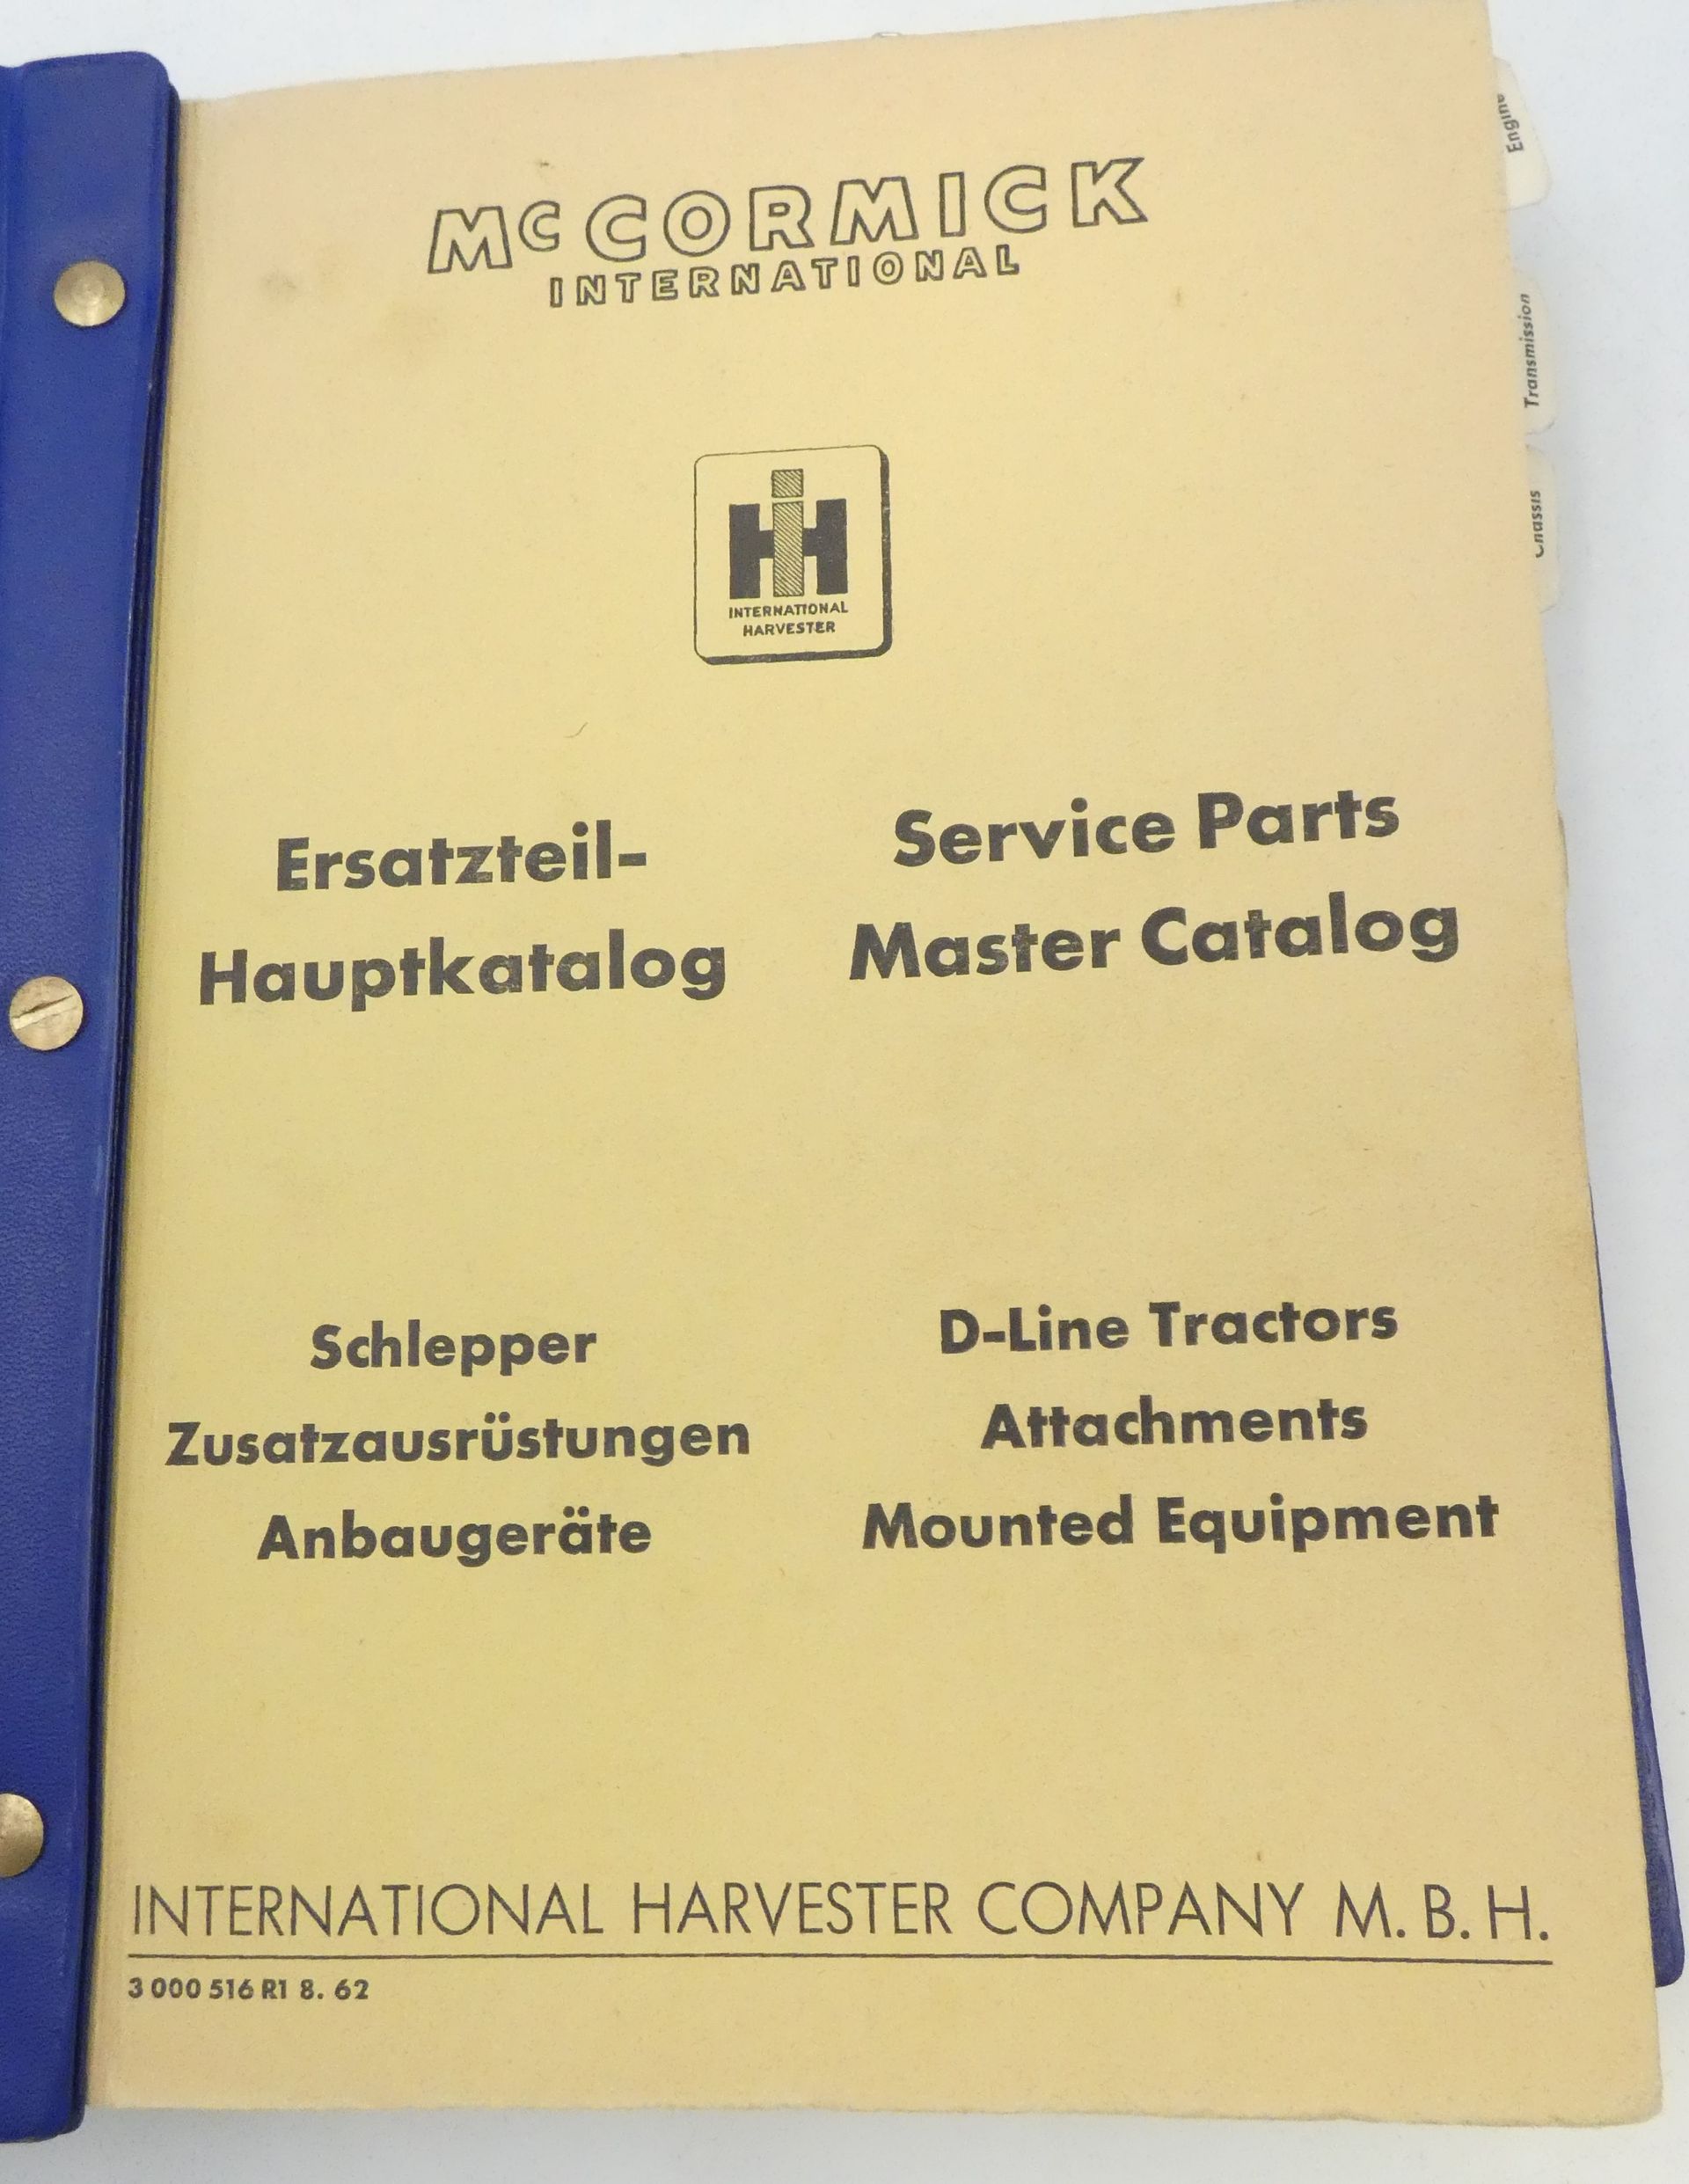 McCORMICK
INTERNATIONAL
IH
INTERNATIONAL
HARVESTER
Ersatzteil-
Hauptkatalog
Service Parts
Master Catalog
Schlepper
Zusatzausrüstungen
Anbaugeräte
D-Line Tractors
Attachments
Mounted Equipment
INTERNATIONAL HARVESTER COMPANY M. B. H.
3 000 516 R1 8. 62
Engine
Transmission
Chassis